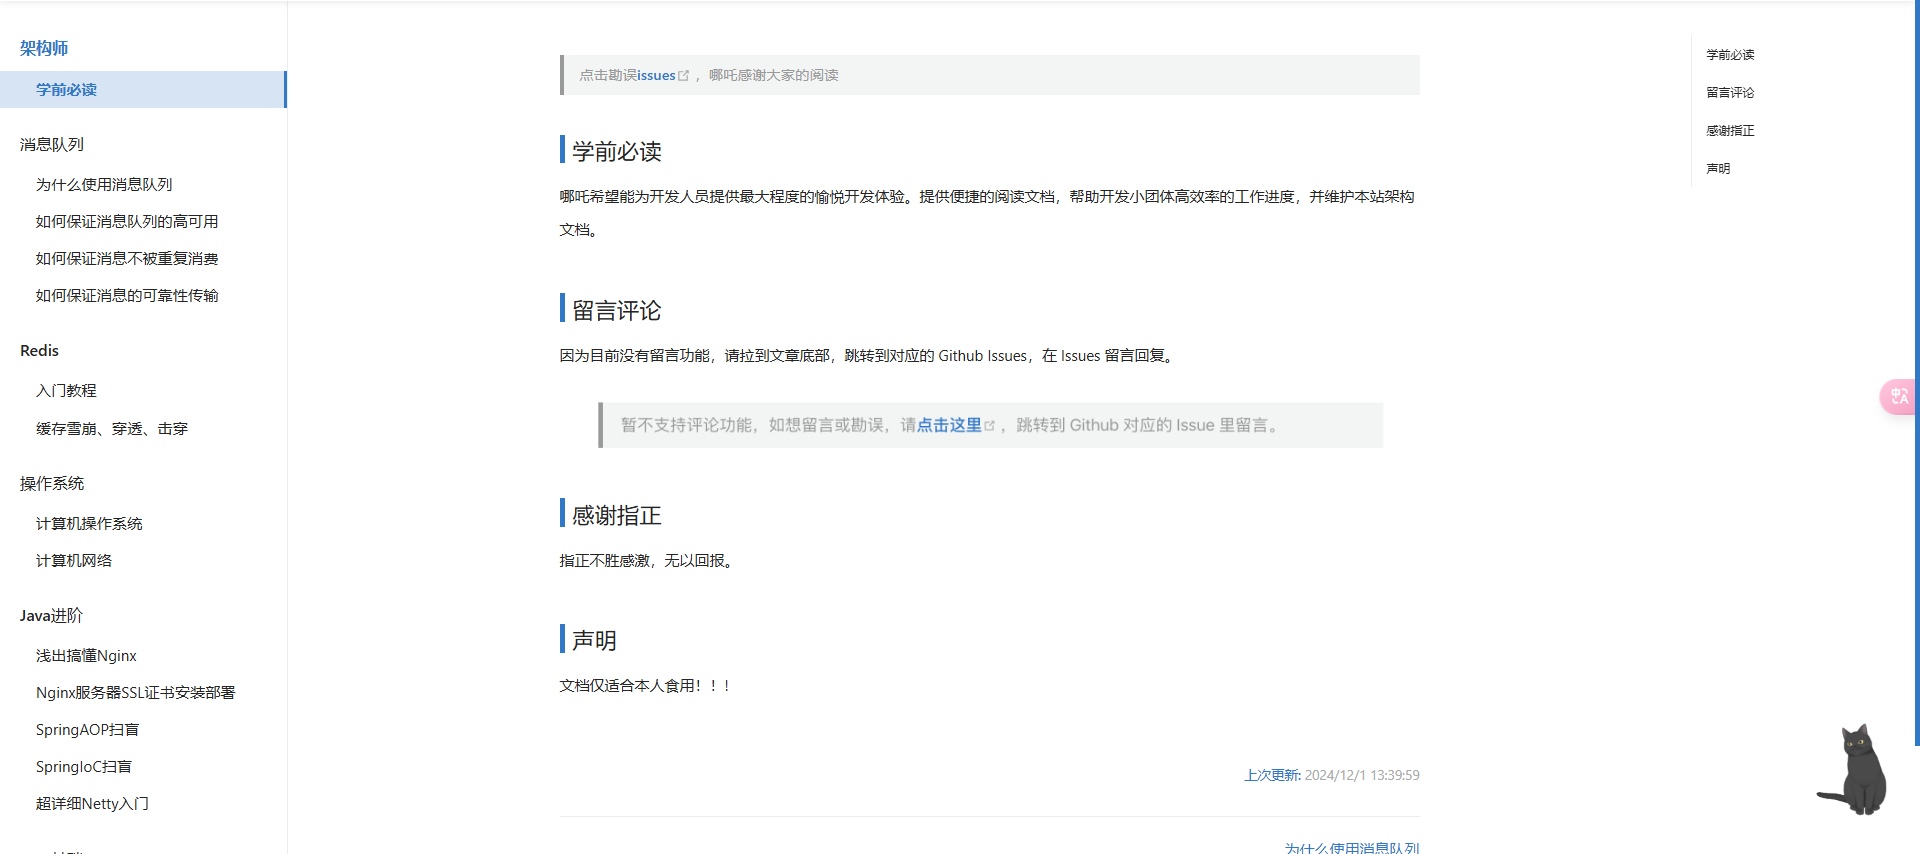 架构师
学前必读
消息队列
为什么使用消息队列
如何保证消息队列的高可用
如何保证消息不被重复消费
如何保证消息的可靠性传输
Redis
入门教程
缓存雪崩、穿透、击穿
操作系统
计算机操作系统
计算机网络
Java进阶
浅出搞懂Nginx
Nginx服务器SSL证书安装部署
SpringAOP扫盲
SpringIoC扫盲
超详细Netty入门
点击勘误issues ，哪吒感谢大家的阅读
学前必读
哪吒希望能为开发人员提供最大程度的愉悦开发体验。提供便捷的阅读文档，帮助开发小团体高效率的工作进度，并维护本站架构
文档。
留言评论
因为目前没有留言功能，请拉到文章底部，跳转到对应的 Github Issues，在 Issues 留言回复。
暂不支持评论功能，如想留言或勘误，请点击这里 ，跳转到 Github 对应的 Issue 里留言。
感谢指正
指正不胜感激，无以回报。
声明
文档仅适合本人食用！！！
上次更新: 2024/12/1 13:39:59
为什么使用消息队列
学前必读
留言评论
感谢指正
声明
中
A